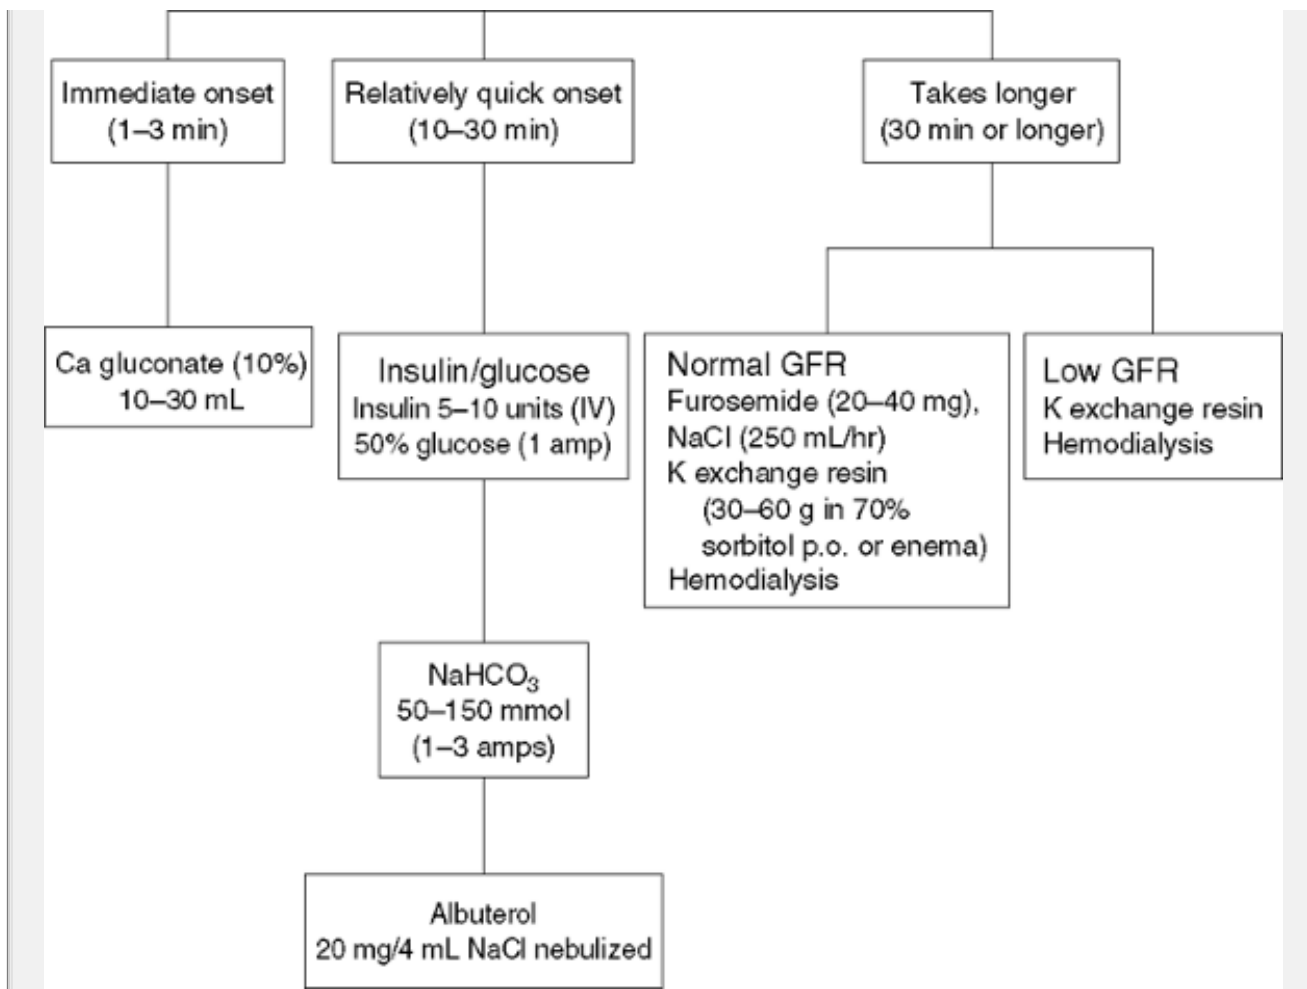 Immediate onset
(1–3 min)
Relatively quick onset
(10–30 min)
Takes longer
(30 min or longer)
Ca gluconate (10%)
10–30 mL
Insulin/glucose
Insulin 5–10 units (IV)
50% glucose (1 amp)
Normal GFR
Furosemide (20–40 mg),
NaCl (250 mL/hr)
K exchange resin
(30–60 g in 70%
sorbitol p.o. or enema)
Hemodialysis
Low GFR
K exchange resin
Hemodialysis
NaHCO₃
50–150 mmol
(1–3 amps)
Albuterol
20 mg/4 mL NaCl nebulized